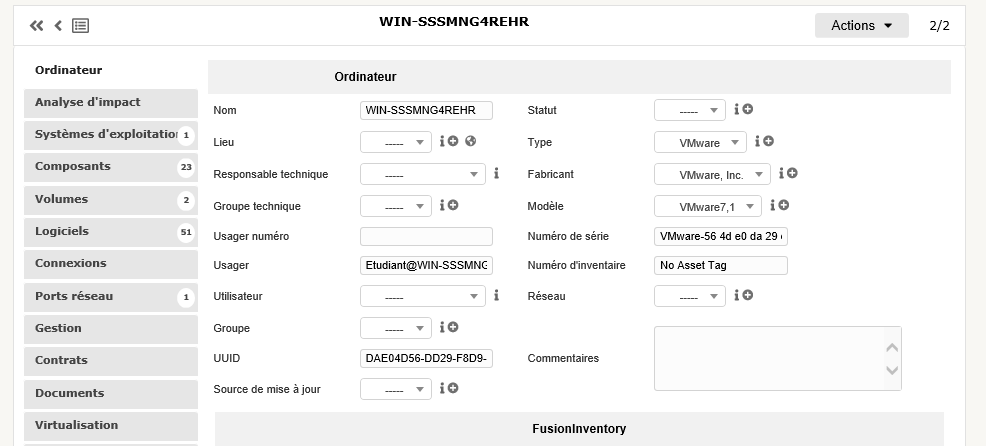 WIN-SSSMNG4REHR
Actions
2/2
Ordinateur
Analyse d'impact
Systèmes d'exploitation 1
Composants 23
Volumes 2
Logiciels 51
Connexions
Ports réseau 1
Gestion
Contrats
Documents
Virtualisation
Ordinateur
Nom WIN-SSSMNG4REHR Statut -----
Lieu ----- Type VMware
Responsable technique ----- Fabricant VMware, Inc.
Groupe technique ----- Modèle VMware7,1
Usager numéro Numéro de série VMware-56 4d e0 da 29
Usager Etudiant@WIN-SSSMNG Numéro d'inventaire No Asset Tag
Utilisateur ----- Réseau -----
Groupe -----
UUID DAE04D56-DD29-F8D9- Commentaires
Source de mise à jour -----
FusionInventory